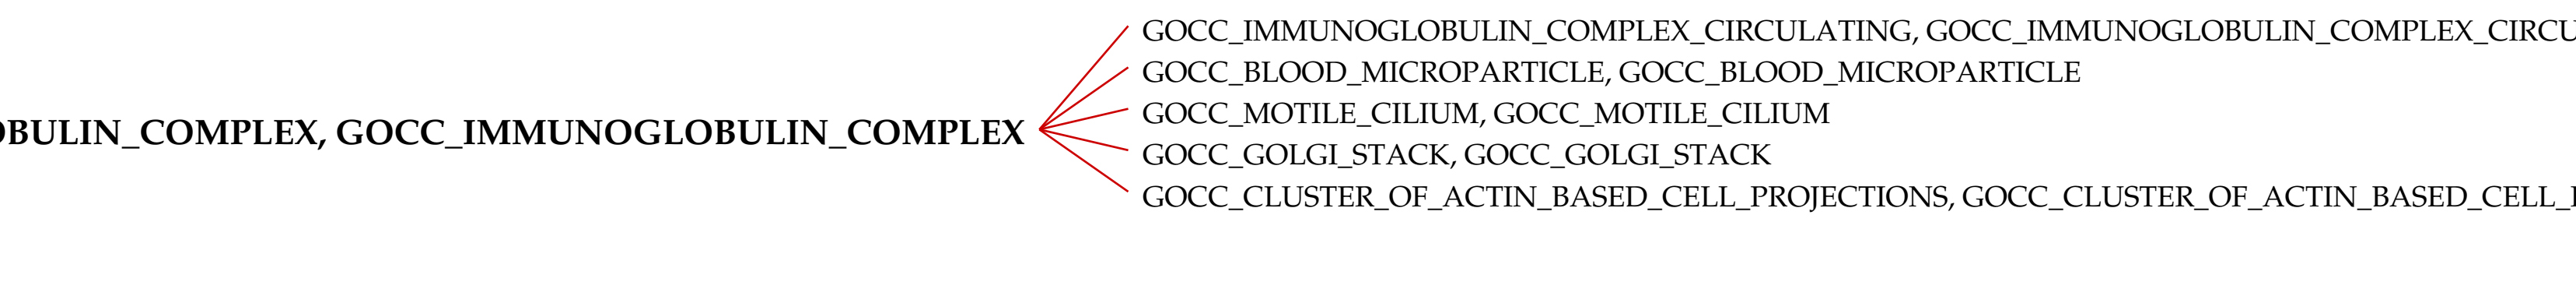 GOCC_IMMUNOGLOBULIN_COMPLEX_CIRCULATING, GOCC_IMMUNOGLOBULIN_COMPLEX_CIRCU
GOCC_BLOOD_MICROPARTICLE, GOCC_BLOOD_MICROPARTICLE
GOCC_MOTILE_CILIUM, GOCC_MOTILE_CILIUM
OBULIN_COMPLEX, GOCC_IMMUNOGLOBULIN_COMPLEX
GOCC_GOLGI_STACK, GOCC_GOLGI_STACK
GOCC_CLUSTER_OF_ACTIN_BASED_CELL_PROJECTIONS, GOCC_CLUSTER_OF_ACTIN_BASED_CELL_